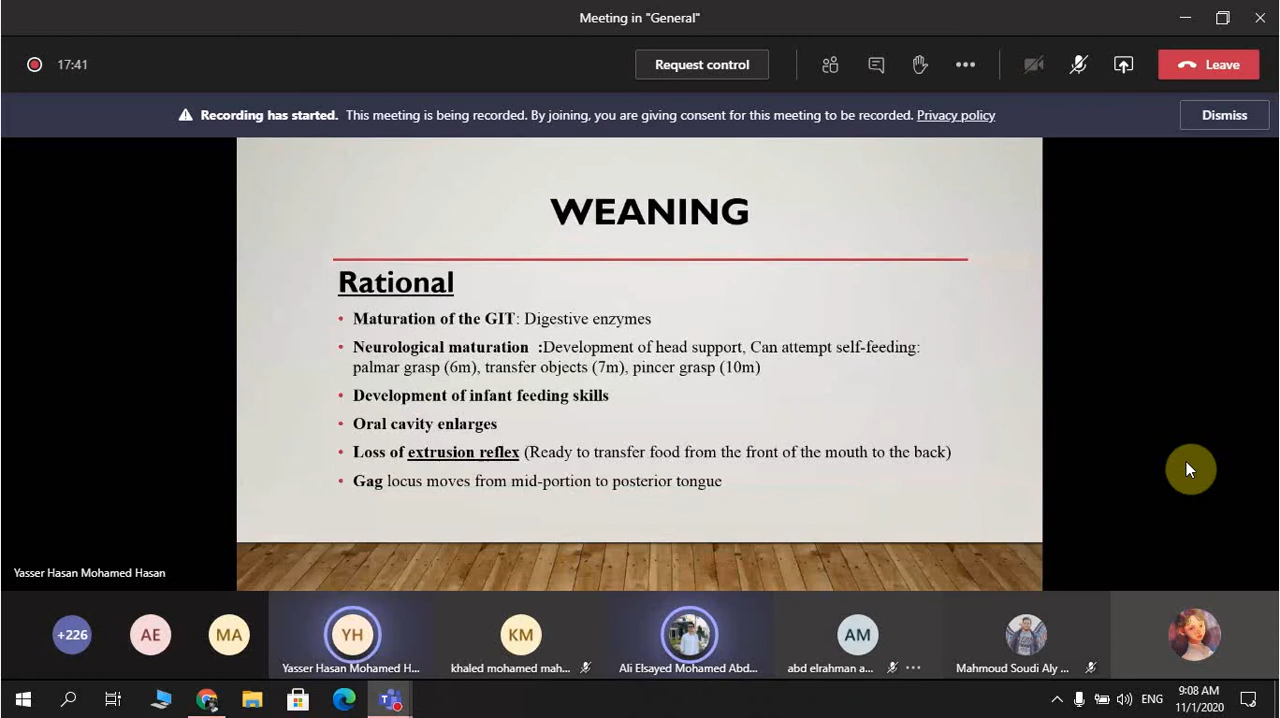 Meeting in "General"
17:41
Request control
Leave
Recording has started. This meeting is being recorded. By joining, you are giving consent for this meeting to be recorded. Privacy policy
Dismiss
WEANING
Rational
• Maturation of the GIT: Digestive enzymes
• Neurological maturation :Development of head support, Can attempt self-feeding:
palmar grasp (6m), transfer objects (7m), pincer grasp (10m)
• Development of infant feeding skills
• Oral cavity enlarges
• Loss of extrusion reflex (Ready to transfer food from the front of the mouth to the back)
• Gag locus moves from mid-portion to posterior tongue
Yasser Hasan Mohamed Hasan
+226
AE
MA
YH
KM
AM
Yasser Hasan Mohamed H...
khaled mohamed mah...
Ali Elsayed Mohamed Abd...
abd elrahman a...
Mahmoud Soudi Aly ...
ENG
9:08 AM
11/1/2020